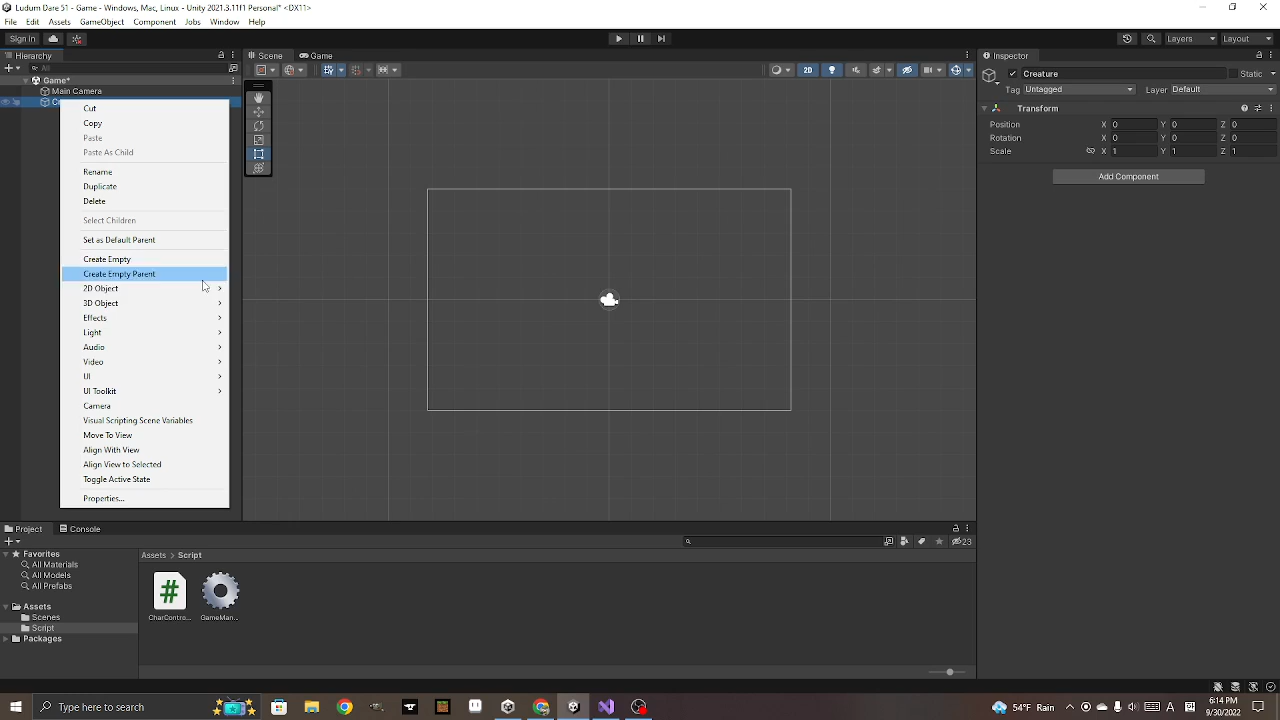 Ludum Dare 51 - Game - Windows, Mac, Linux - Unity 2021.3.11f1 Personal* <DX11>
File Edit Assets GameObject Component Jobs Window Help
Sign In
Layers
Layout
Hierarchy
All
Game*
Main Camera
Cut
Copy
Paste
Paste As Child
Rename
Duplicate
Delete
Select Children
Set as Default Parent
Create Empty
Create Empty Parent
2D Object
3D Object
Effects
Light
Audio
Video
UI
UI Toolkit
Camera
Visual Scripting Scene Variables
Move To View
Align With View
Align View to Selected
Toggle Active State
Properties...
Scene
Game
2D
Inspector
Creature
Static
Tag Untagged
Layer Default
Transform
Position X 0 Y 0 Z 0
Rotation X 0 Y 0 Z 0
Scale X 1 Y 1 Z 1
Add Component
Project
Console
23
Favorites
All Materials
All Models
All Prefabs
Assets
Scenes
Script
Packages
Assets > Script
#
CharContro...
GameMan...
Type here to search
54°F Rain
A
6:14 PM
9/30/2022